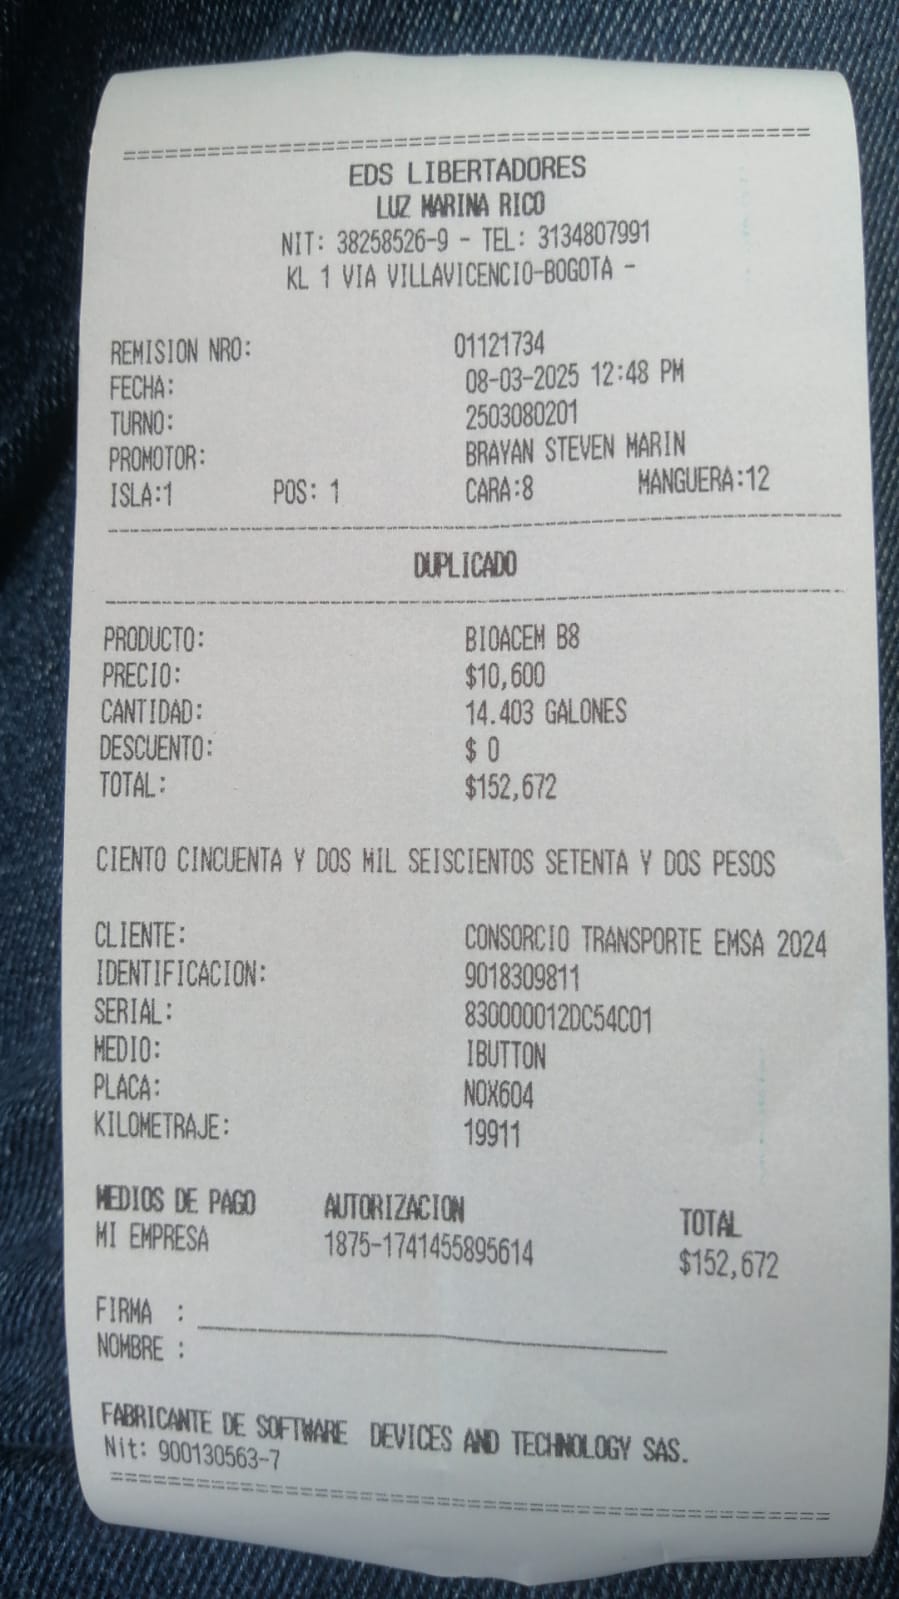 ==================================================
EDS LIBERTADORES
LUZ MARINA RICO
NIT: 38258526-9 - TEL: 3134807991
KL 1 VIA VILLAVICENCIO-BOGOTA -
REMISION NRO: 01121734
FECHA: 08-03-2025 12:48 PM
TURNO: 2503080201
PROMOTOR: BRAYAN STEVEN MARIN
ISLA:1 POS: 1 CARA:8 MANGUERA:12
DUPLICADO
PRODUCTO: BIOACEM B8
PRECIO: $10,600
CANTIDAD: 14.403 GALONES
DESCUENTO: $ 0
TOTAL: $152,672
CIENTO CINCUENTA Y DOS MIL SEISCIENTOS SETENTA Y DOS PESOS
CLIENTE: CONSORCIO TRANSPORTE EMSA 2024
IDENTIFICACION: 9018309811
SERIAL: 830000012DC54C01
MEDIO: IBUTTON
PLACA: NOX604
KILOMETRAJE: 19911
MEDIOS DE PAGO AUTORIZACION TOTAL
MI EMPRESA 1875-1741455895614 $152,672
FIRMA :
NOMBRE :
FABRICANTE DE SOFTWARE DEVICES AND TECHNOLOGY SAS.
Nit: 900130563-7
==================================================